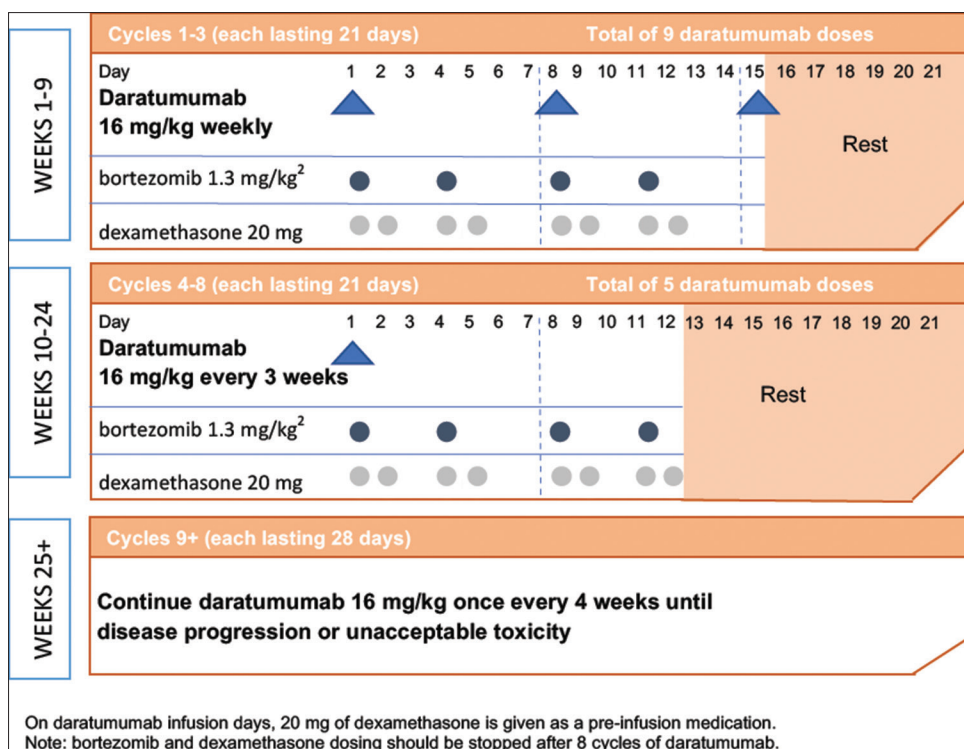 WEEKS 1-9
Cycles 1-3 (each lasting 21 days) Total of 9 daratumumab doses
Day 1 2 3 4 5 6 7 8 9 10 11 12 13 14 15 16 17 18 19 20 21
Daratumumab
16 mg/kg weekly
Rest
bortezomib 1.3 mg/kg²
dexamethasone 20 mg
WEEKS 10-24
Cycles 4-8 (each lasting 21 days) Total of 5 daratumumab doses
Day 1 2 3 4 5 6 7 8 9 10 11 12 13 14 15 16 17 18 19 20 21
Daratumumab
16 mg/kg every 3 weeks
Rest
bortezomib 1.3 mg/kg²
dexamethasone 20 mg
WEEKS 25+
Cycles 9+ (each lasting 28 days)
Continue daratumumab 16 mg/kg once every 4 weeks until
disease progression or unacceptable toxicity
On daratumumab infusion days, 20 mg of dexamethasone is given as a pre-infusion medication.
Note: bortezomib and dexamethasone dosing should be stopped after 8 cycles of daratumumab.